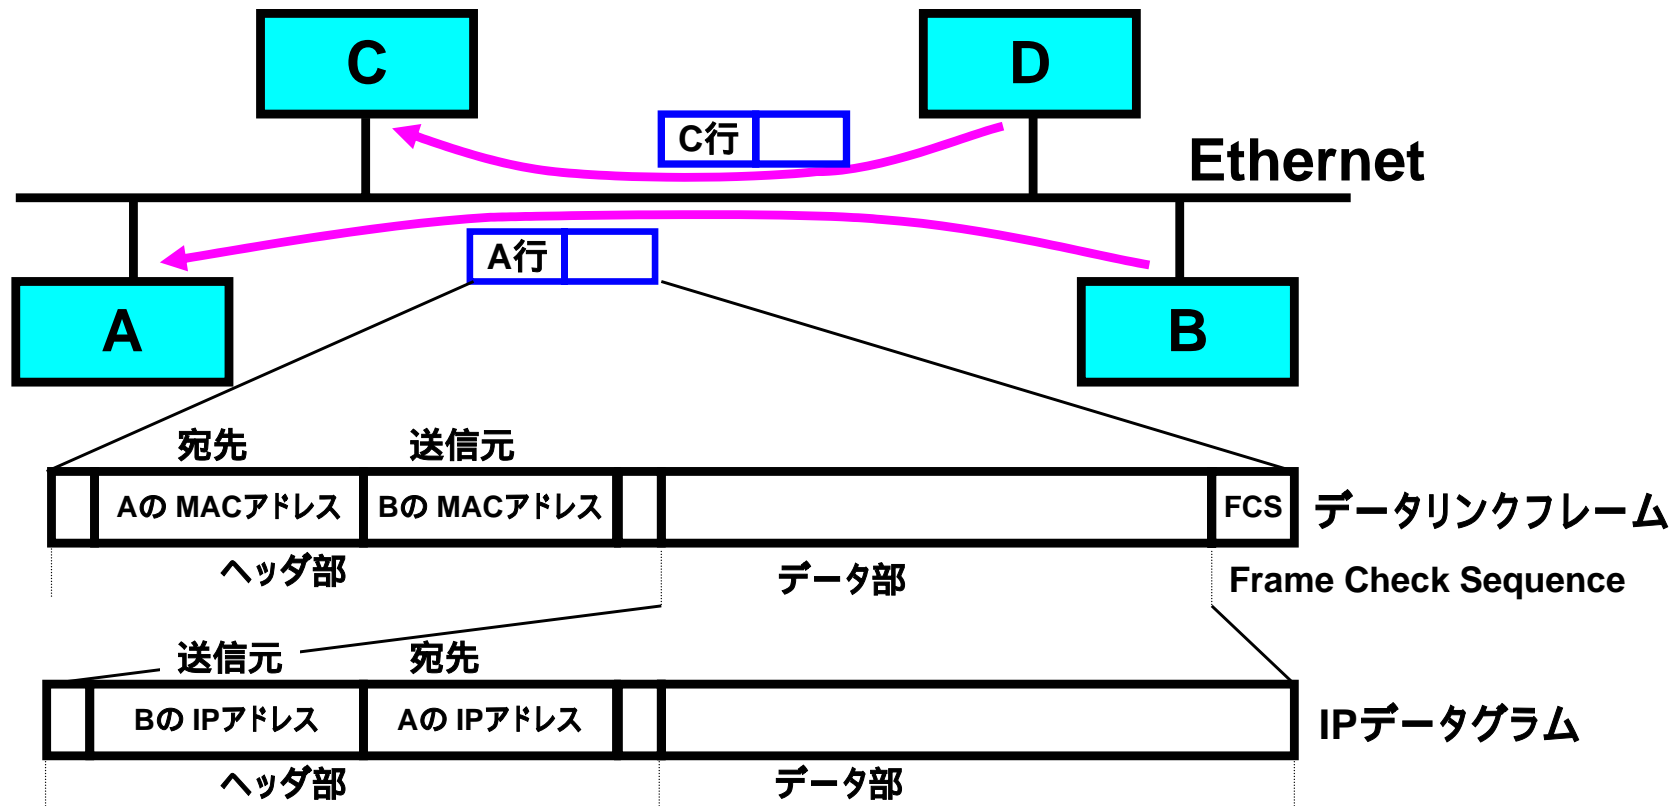 C
D
C行
Ethernet
A行
A
B
宛先
送信元
Aの MACアドレス
Bの MACアドレス
FCS
データリンクフレーム
ヘッダ部
データ部
Frame Check Sequence
送信元
宛先
Bの IPアドレス
Aの IPアドレス
IPデータグラム
ヘッダ部
データ部